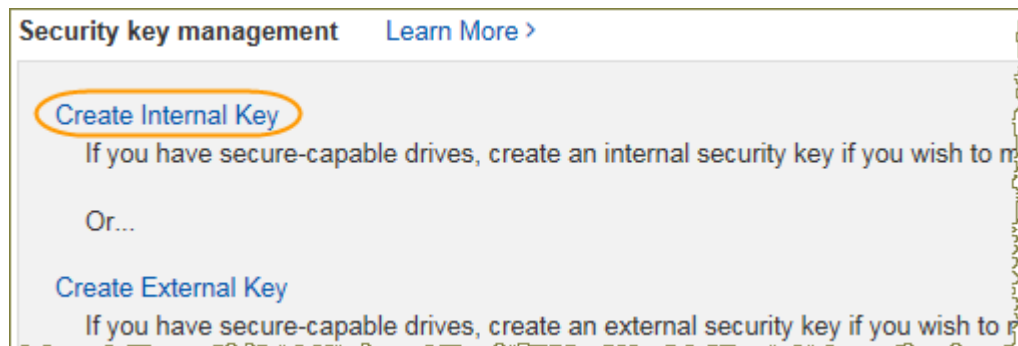 Security key management Learn More >
Create Internal Key
If you have secure-capable drives, create an internal security key if you wish to
Or...
Create External Key
If you have secure-capable drives, create an external security key if you wish to